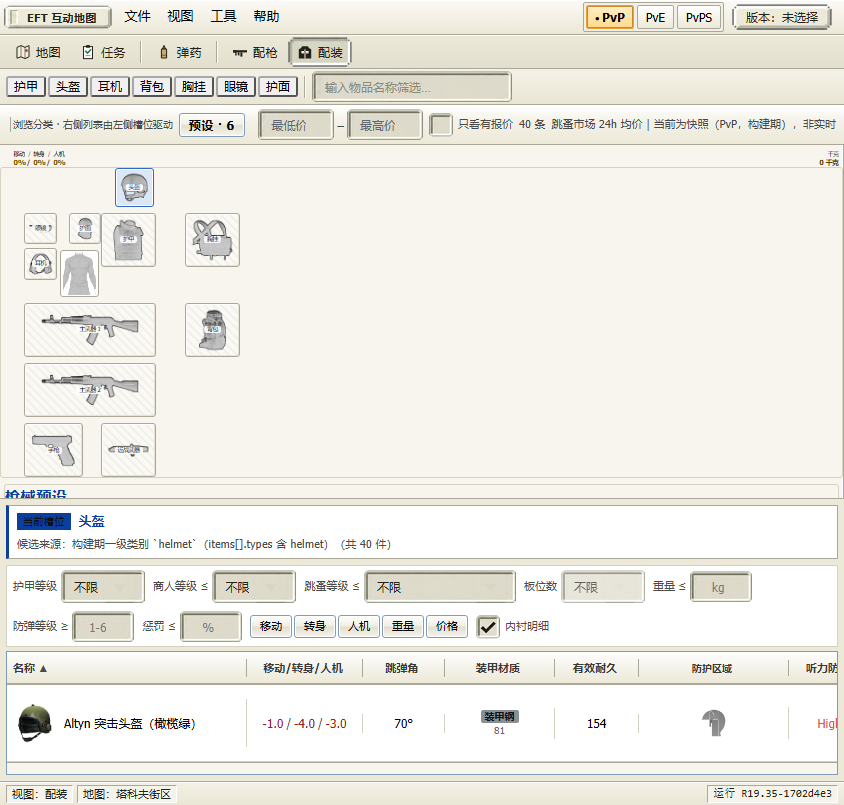 EFT 互动地图 文件 视图 工具 帮助 • PvP PvE PvPS 版本：未选择
地图 任务 弹药 配枪 配装
护甲 头盔 耳机 背包 胸挂 眼镜 护面 输入物品名称筛选...
浏览分类 · 右侧列表由左侧槽位驱动 预设 · 6 最低价 – 最高价 只看有报价 40 条 跳蚤市场 24h 均价 | 当前为快照（PvP，构建期），非实时
移动 / 转身 / 人机 千克
0%/ 0%/ 0% 0 千克
头盔
眼镜 护面 护甲 胸挂
耳机
主武器 1 背包
主武器 2
手枪 近战武器
枪械预设
当前槽位 头盔
候选来源：构建期一级类别 `helmet`（items[].types 含 helmet）（共 40 件）
护甲等级 不限 商人等级 ≤ 不限 跳蚤等级 ≤ 不限 板位数 不限 重量 ≤ kg
防弹等级 ≥ 1-6 惩罚 ≤ % 移动 转身 人机 重量 价格 内衬明细
名称 ▲ 移动/转身/人机 跳弹角 装甲材质 有效耐久 防护区域 听力防
Altyn 突击头盔（橄榄绿） -1.0 / -4.0 / -3.0 70° 装甲钢 154 High
81
视图：配装 地图：塔科夫街区 运行 R19.35-1702d4e3